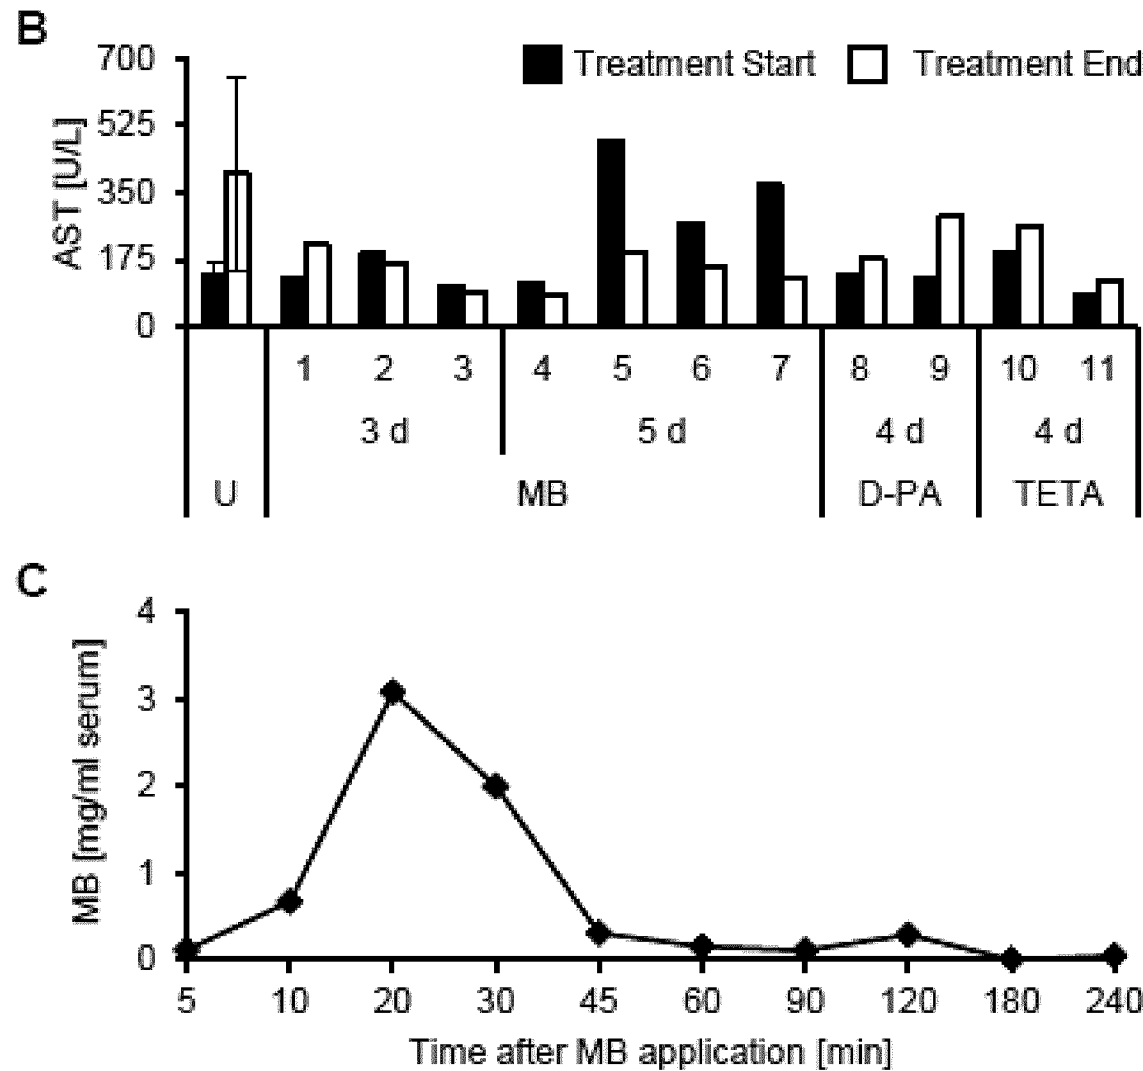 B
Treatment Start Treatment End
AST [U/L]
700
525
350
175
0
1 2 3 4 5 6 7 8 9 10 11
3 d 5 d 4 d 4 d
U MB D-PA TETA
C
MB [mg/ml serum]
4
3
2
1
0
5 10 20 30 45 60 90 120 180 240
Time after MB application [min]